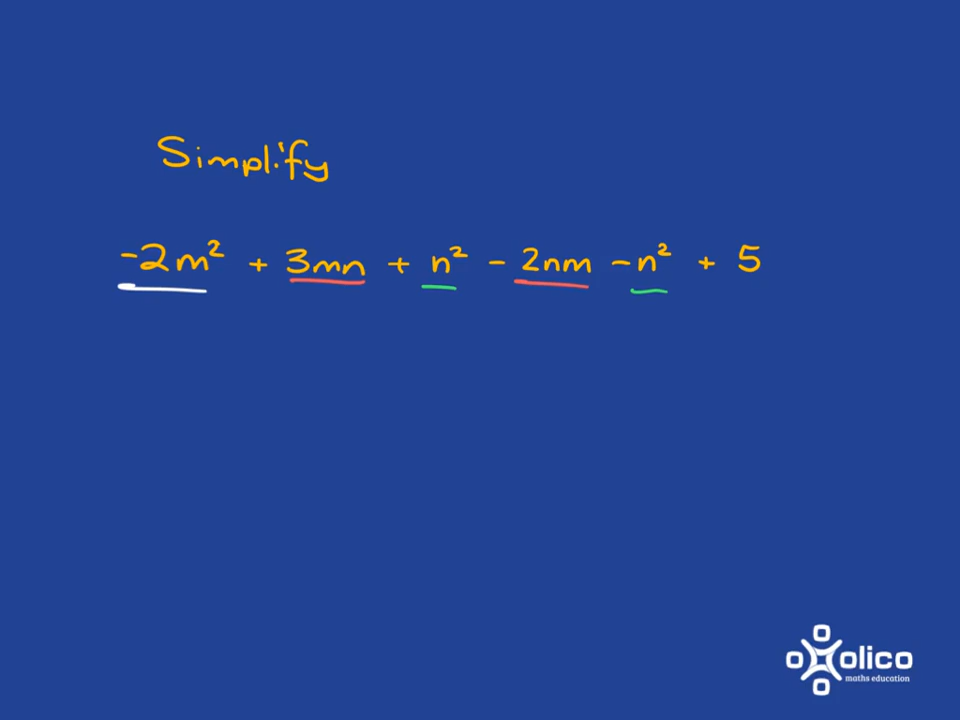 Simplify
-2m² + 3mn + n² - 2nm - n² + 5
olico
maths education